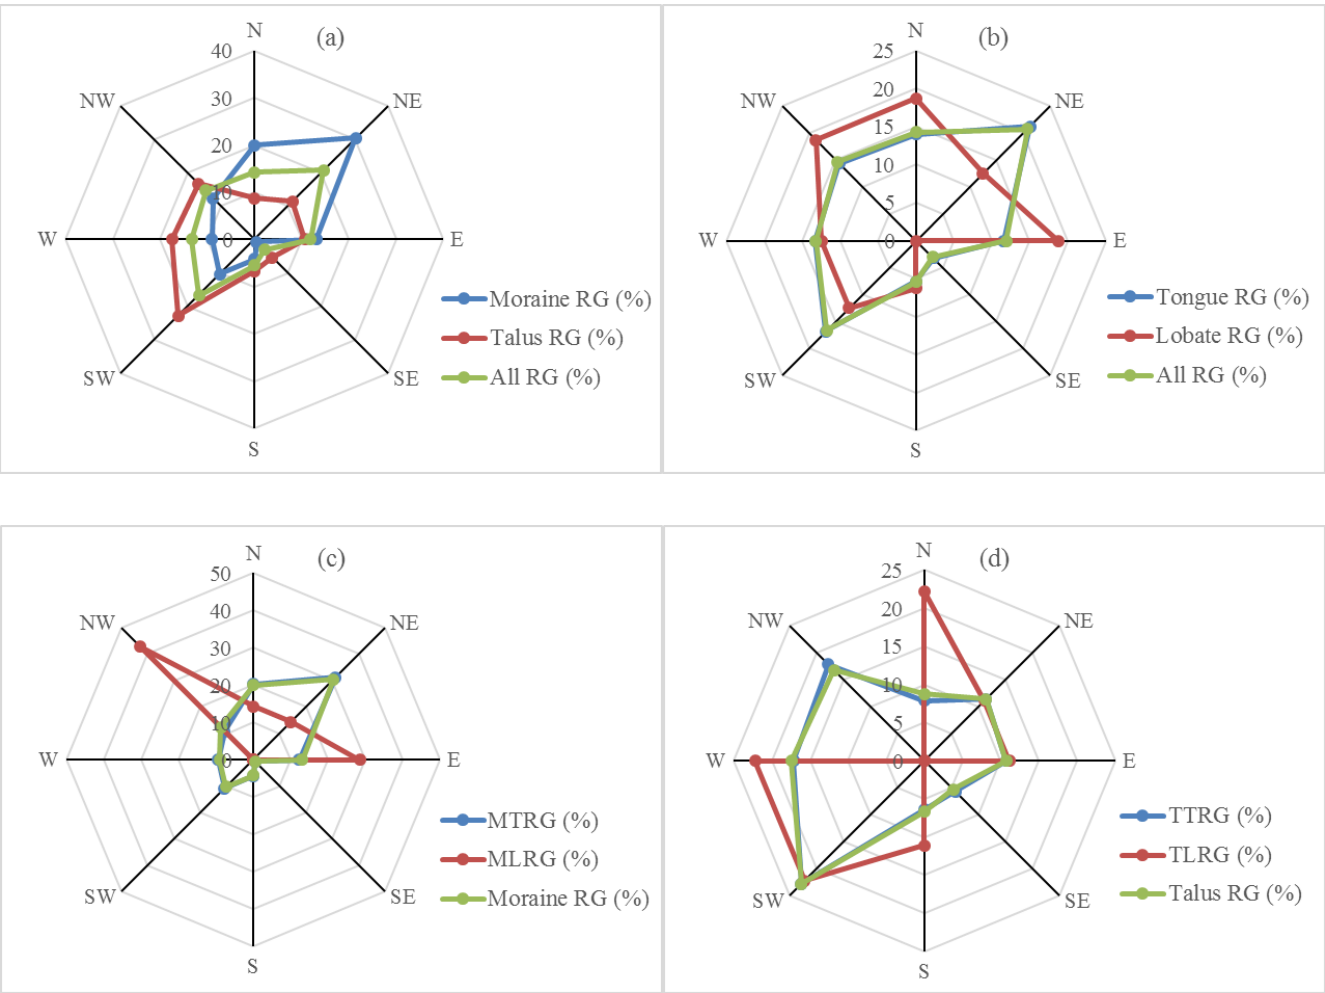 N
(a)
40
30
20
10
0
NW
NE
W
E
SW
SE
S
Moraine RG (%)
Talus RG (%)
All RG (%)
N
(b)
25
20
15
10
5
0
NW
NE
W
E
SW
SE
S
Tongue RG (%)
Lobate RG (%)
All RG (%)
N
(c)
50
40
30
20
10
0
NW
NE
W
E
SW
SE
S
MTRG (%)
MLRG (%)
Moraine RG (%)
N
(d)
25
20
15
10
5
0
NW
NE
W
E
SW
SE
S
TTRG (%)
TLRG (%)
Talus RG (%)